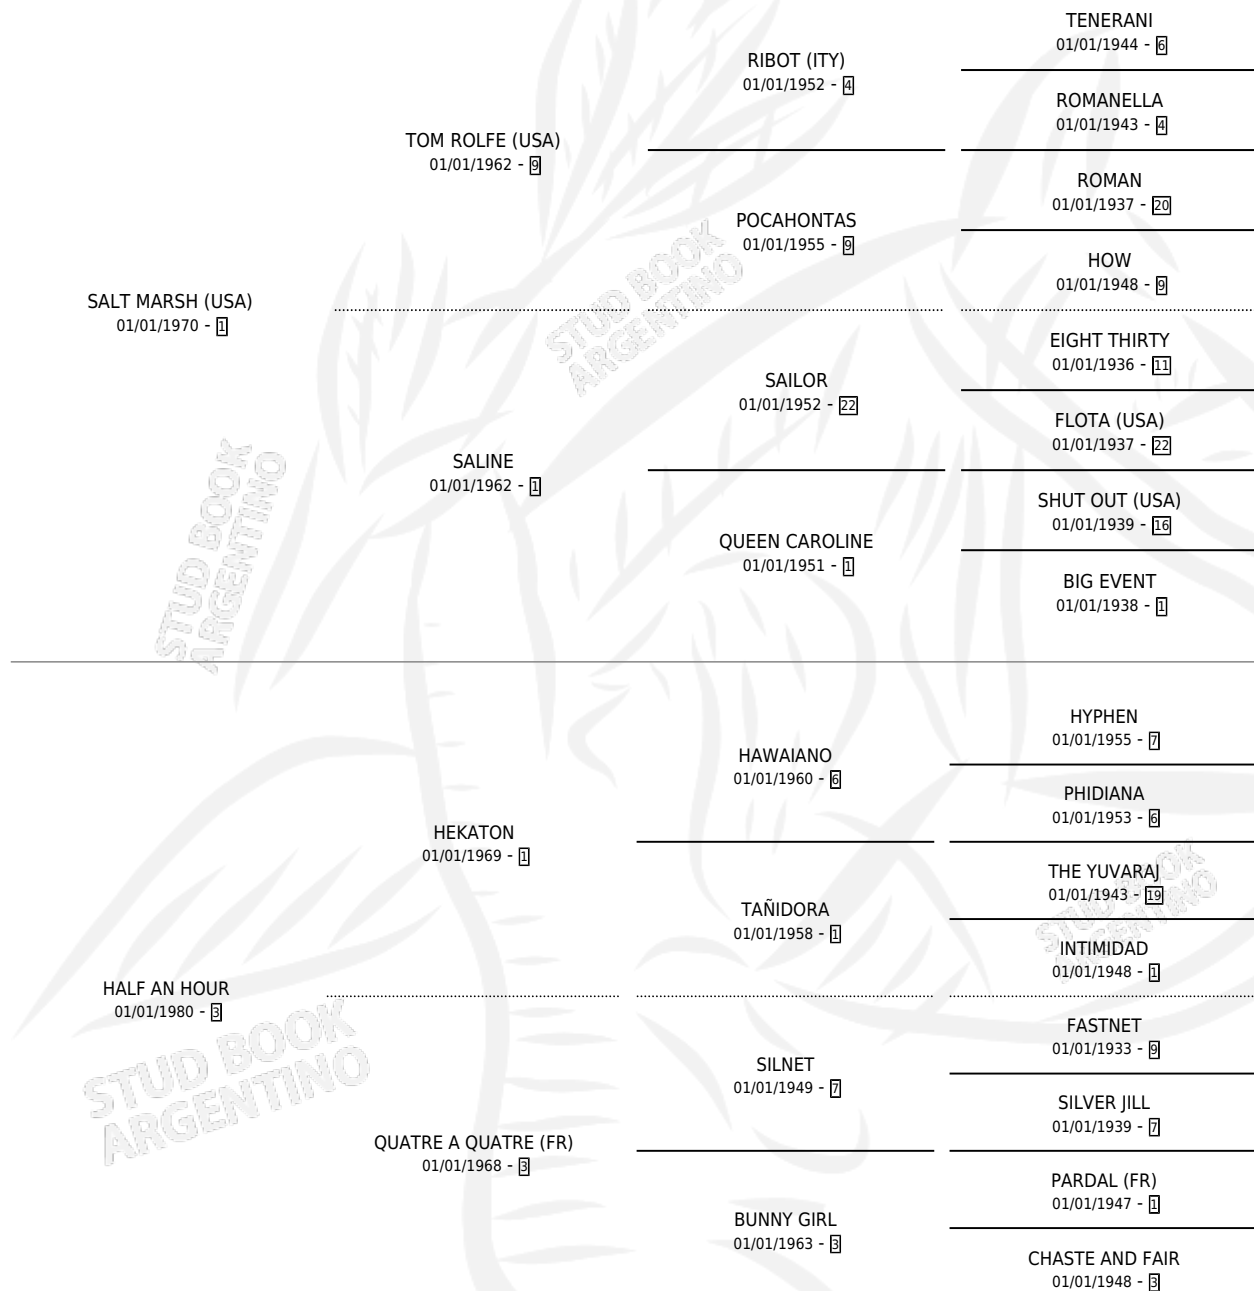 TENERANI
01/01/1944 - 6
RIBOT (ITY)
01/01/1952 - 4
ROMANELLA
01/01/1943 - 4
TOM ROLFE (USA)
01/01/1962 - 9
ROMAN
01/01/1937 - 20
POCAHONTAS
01/01/1955 - 9
HOW
01/01/1948 - 9
SALT MARSH (USA)
01/01/1970 - 1
EIGHT THIRTY
01/01/1936 - 11
SAILOR
01/01/1952 - 22
FLOTA (USA)
01/01/1937 - 22
SALINE
01/01/1962 - 1
SHUT OUT (USA)
01/01/1939 - 16
QUEEN CAROLINE
01/01/1951 - 1
BIG EVENT
01/01/1938 - 1
HYPHEN
01/01/1955 - 7
HAWAIANO
01/01/1960 - 6
PHIDIANA
01/01/1953 - 6
HEKATON
01/01/1969 - 1
THE YUVARAJ
01/01/1943 - 19
TAÑIDORA
01/01/1958 - 1
INTIMIDAD
01/01/1948 - 1
HALF AN HOUR
01/01/1980 - 3
FASTNET
01/01/1933 - 9
SILNET
01/01/1949 - 7
SILVER JILL
01/01/1939 - 7
QUATRE A QUATRE (FR)
01/01/1968 - 3
PARDAL (FR)
01/01/1947 - 1
BUNNY GIRL
01/01/1963 - 3
CHASTE AND FAIR
01/01/1948 - 3
STUD BOOK
ARGENTINO
STUD BOOK
ARGENTINO
STUD BOOK
ARGENTINO
STUD BOOK
ARGENTINO